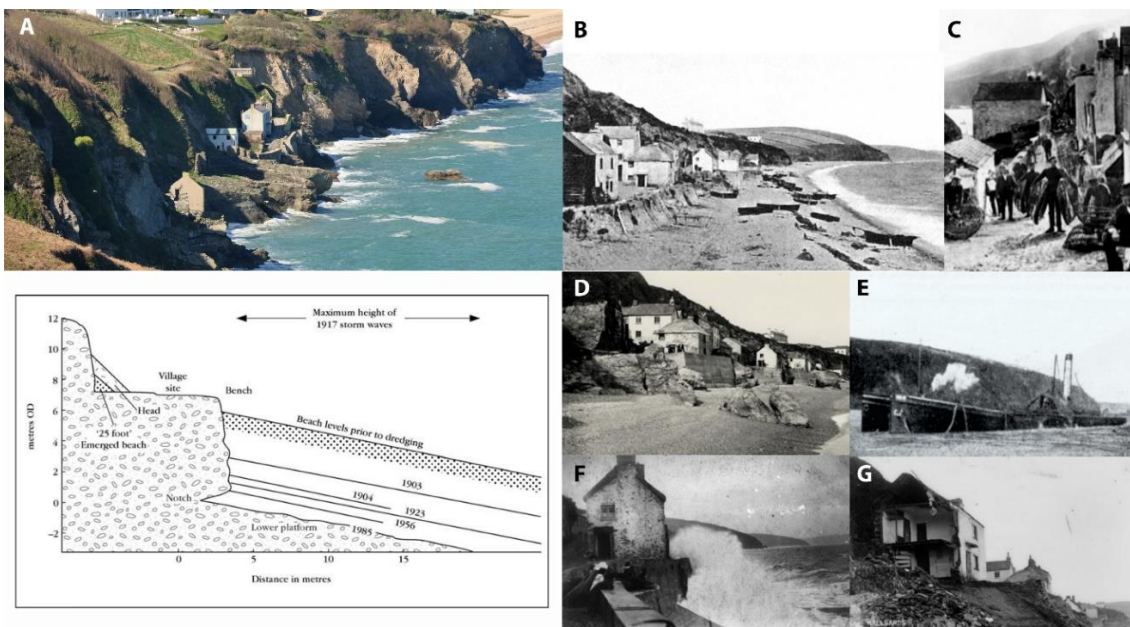 A
B
C
12
10
8
6
4
2
0
−2
metres OD
Maximum height of
1917 storm waves
Village
site
Bench
Head
'25 foot'
Emerged beach
Beach levels prior to dredging
1903
1904
1923
1956
1985
Notch
Lower platform
0
5
10
15
Distance in metres
D
E
F
G
HALLSANDS